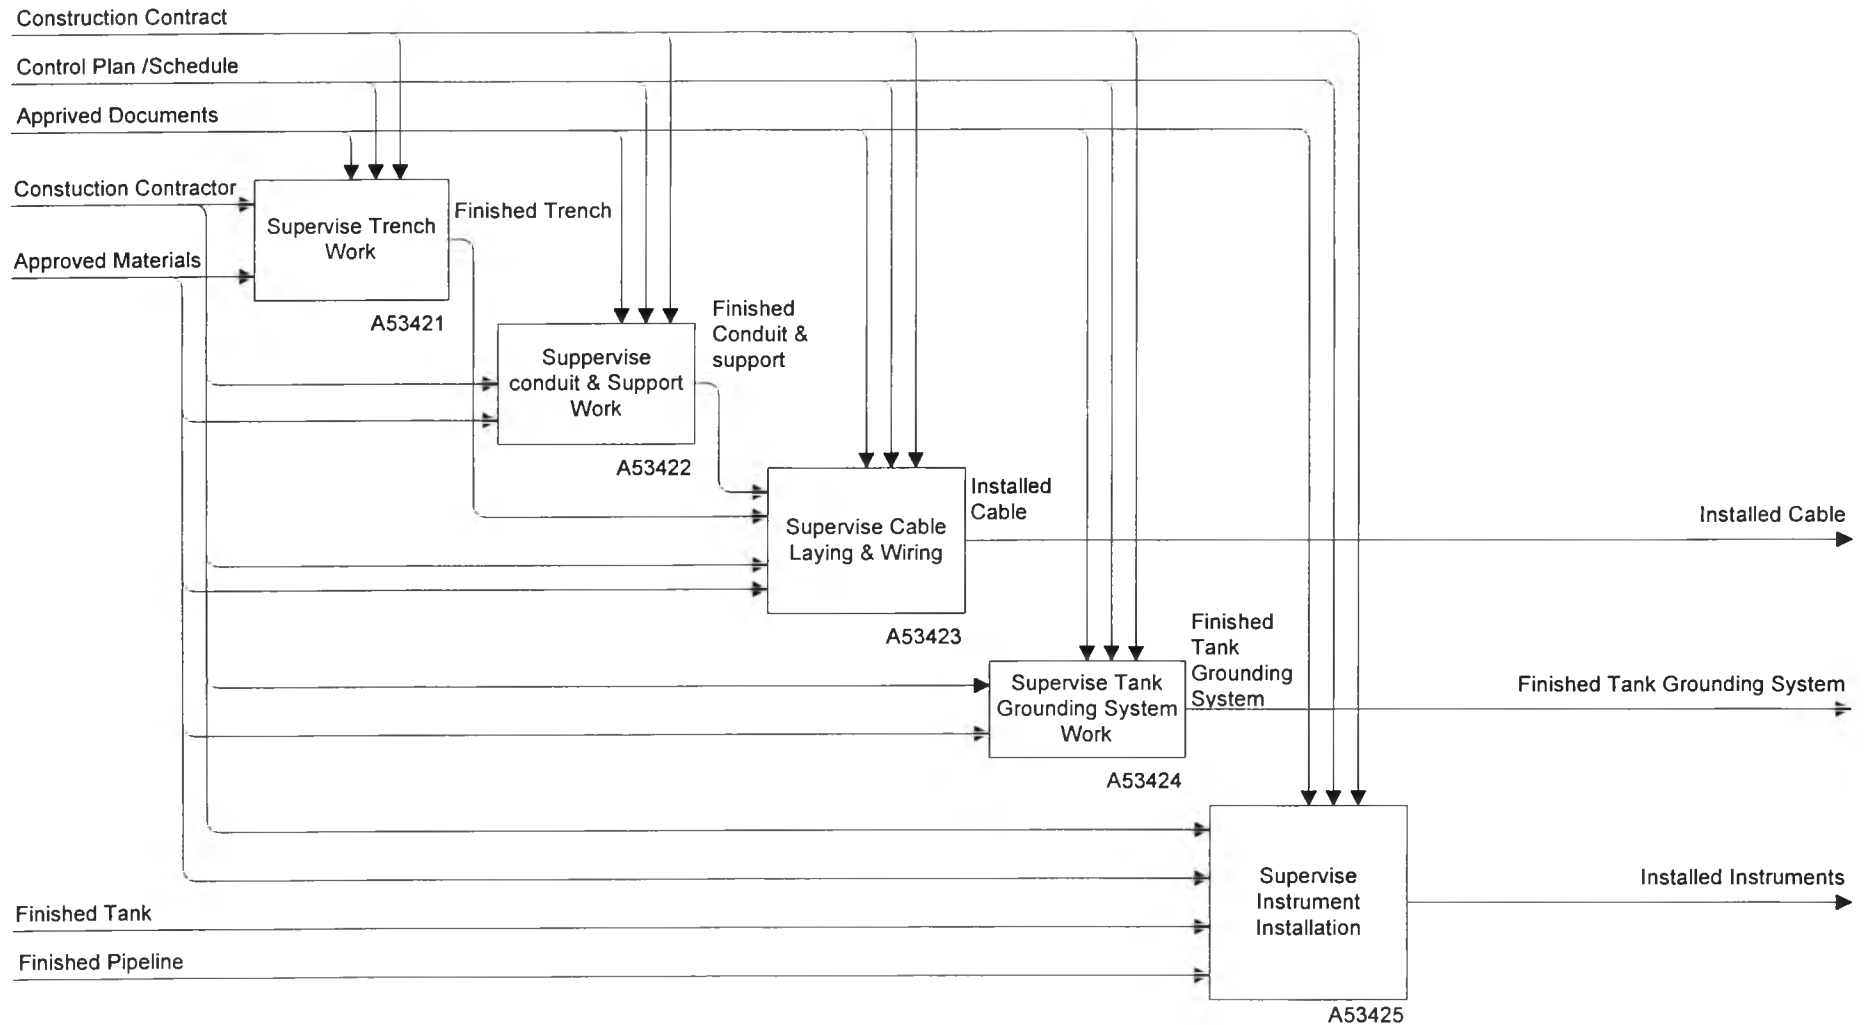 Construction Contract
Control Plan /Schedule
Apprived Documents
Constuction Contractor
Approved Materials
Supervise Trench
Work
A53421
Finished Trench
Suppervise
conduit & Support
Work
A53422
Finished
Conduit &
support
Supervise Cable
Laying & Wiring
A53423
Installed
Cable
Installed Cable
Supervise Tank
Grounding System
Work
A53424
Finished
Tank
Grounding
System
Finished Tank Grounding System
Supervise
Instrument
Installation
A53425
Installed Instruments
Finished Tank
Finished Pipeline